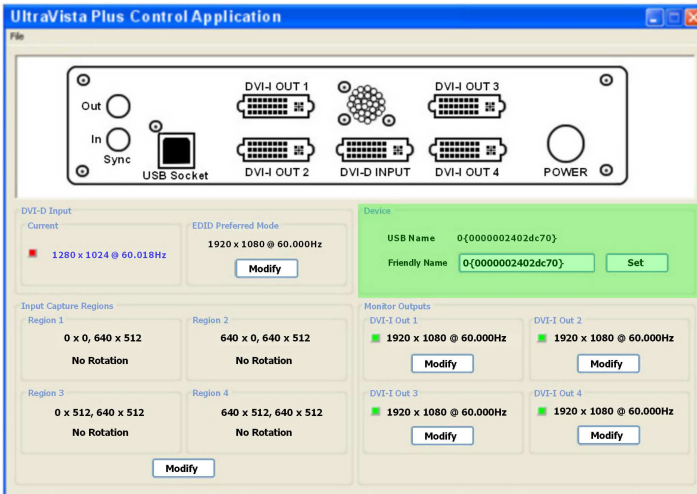 UltraVista Plus Control Application
File
Out
In
Sync
USB Socket
DVI-I OUT 1
DVI-I OUT 2
DVI-D INPUT
DVI-I OUT 3
DVI-I OUT 4
POWER
DVI-D Input
Current
1280 x 1024 @ 60.018Hz
EDID Preferred Mode
1920 x 1080 @ 60.000Hz
Modify
Device
USB Name 0{0000002402dc70}
Friendly Name 0{0000002402dc70} Set
Input Capture Regions
Region 1
0 x 0, 640 x 512
No Rotation
Region 2
640 x 0, 640 x 512
No Rotation
Region 3
0 x 512, 640 x 512
No Rotation
Region 4
640 x 512, 640 x 512
No Rotation
Modify
Monitor Outputs
DVI-I Out 1
1920 x 1080 @ 60.000Hz
Modify
DVI-I Out 2
1920 x 1080 @ 60.000Hz
Modify
DVI-I Out 3
1920 x 1080 @ 60.000Hz
Modify
DVI-I Out 4
1920 x 1080 @ 60.000Hz
Modify